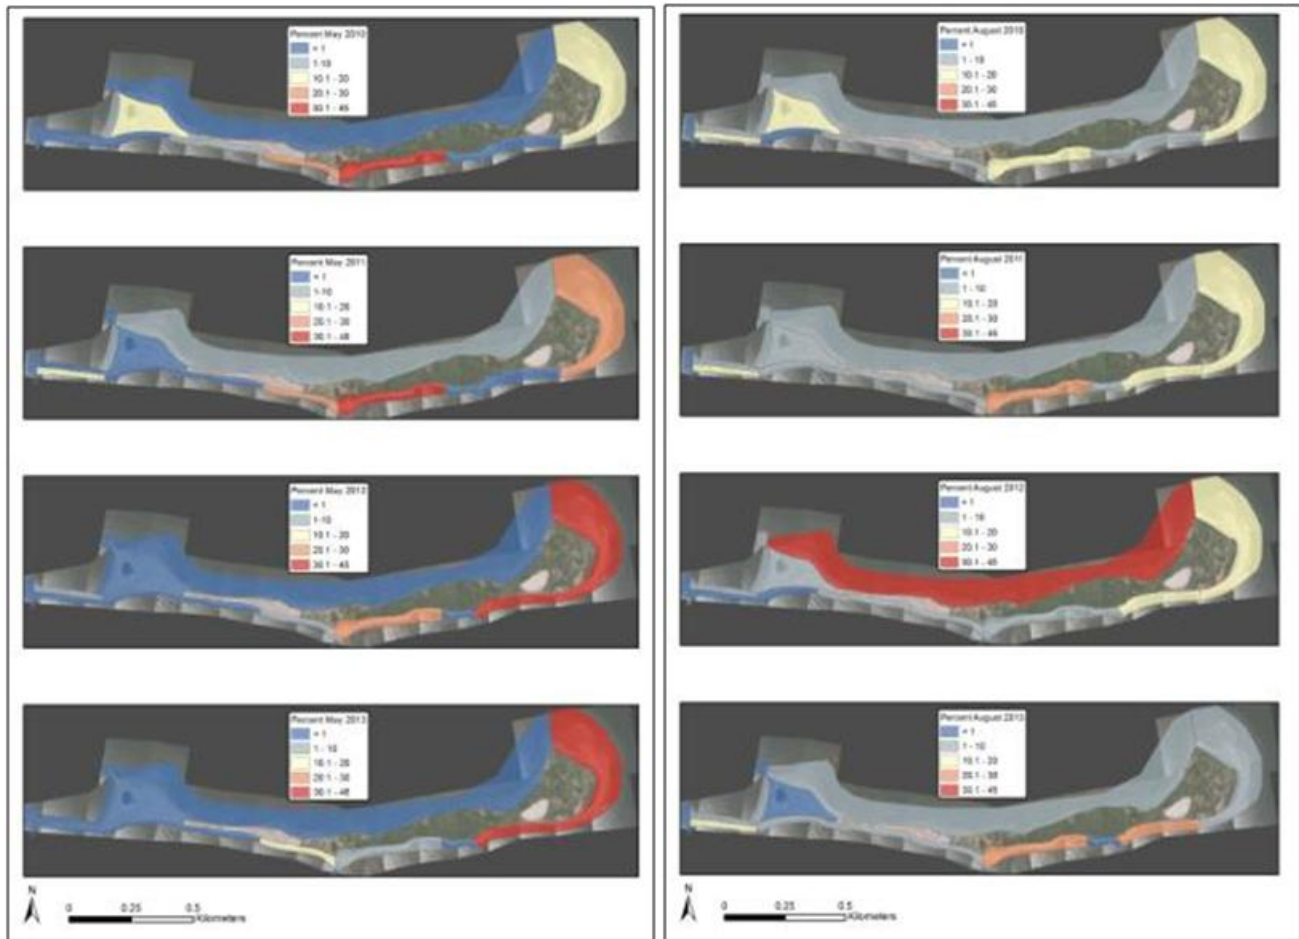 Percent May 2010
< 1
1-10
10.1 - 20
20.1 - 30
30.1 - 45
Percent May 2011
< 1
1-10
10.1 - 20
20.1 - 30
30.1 - 45
Percent May 2012
< 1
1-10
10.1 - 20
20.1 - 30
30.1 - 45
Percent May 2013
< 1
1 - 10
10.1 - 20
20.1 - 30
30.1 - 45
N
0 0.25 0.5
Kilometers
Percent August 2010
< 1
1 - 10
10.1 - 20
20.1 - 30
30.1 - 45
Percent August 2011
< 1
1 - 10
10.1 - 20
20.1 - 30
30.1 - 45
Percent August 2012
< 1
1 - 10
10.1 - 20
20.1 - 30
30.1 - 45
Percent August 2013
< 1
1 - 10
10.1 - 20
20.1 - 30
30.1 - 45
N
0 0.25 0.5
Kilometers